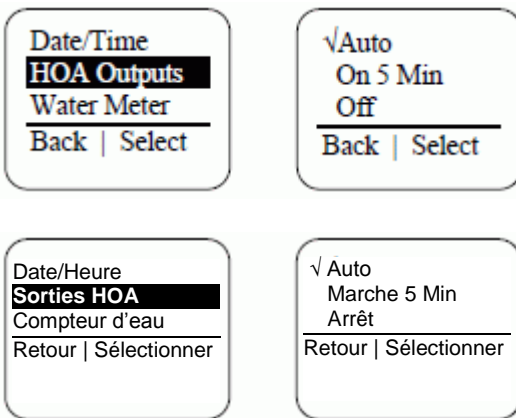 Date/Time
HOA Outputs
Water Meter
Back | Select
√Auto
On 5 Min
Off
Back | Select
Date/Heure
Sorties HOA
Compteur d'eau
Retour | Sélectionner
√ Auto
Marche 5 Min
Arrêt
Retour | Sélectionner